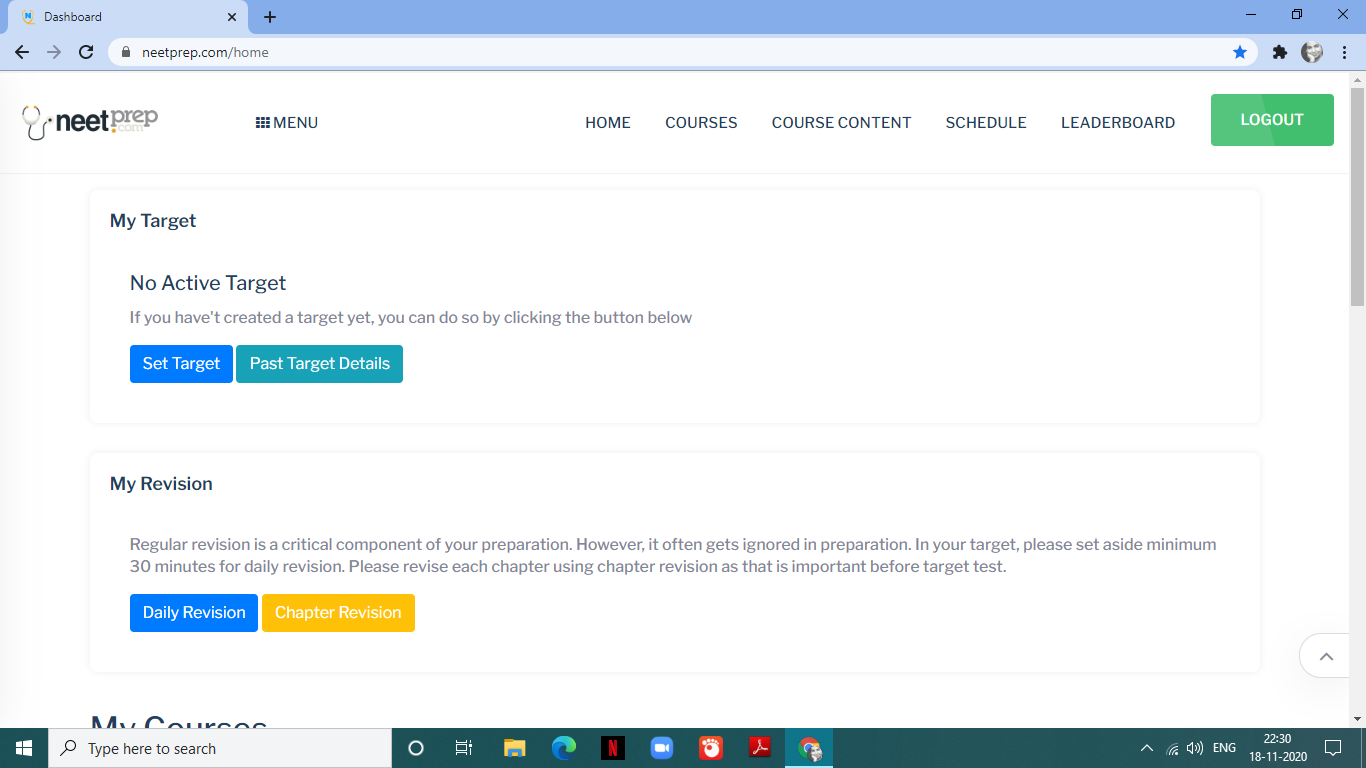 Dashboard
neetprep.com/home
neetprep
.com
MENU
HOME
COURSES
COURSE CONTENT
SCHEDULE
LEADERBOARD
LOGOUT
My Target
No Active Target
If you have't created a target yet, you can do so by clicking the button below
Set Target
Past Target Details
My Revision
Regular revision is a critical component of your preparation. However, it often gets ignored in preparation. In your target, please set aside minimum
30 minutes for daily revision. Please revise each chapter using chapter revision as that is important before target test.
Daily Revision
Chapter Revision
My Courses
Type here to search
N
ENG
22:30
18-11-2020